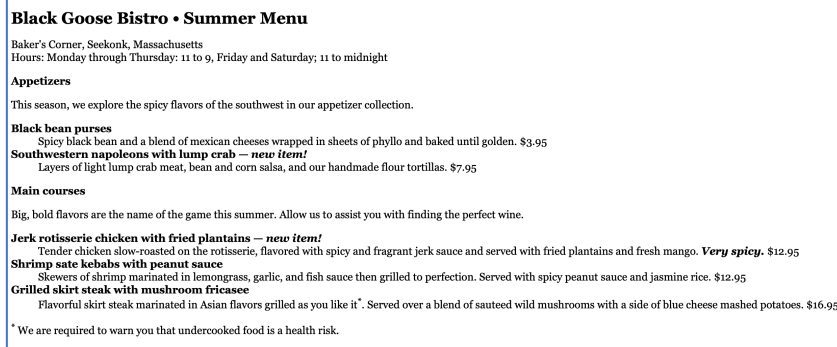 Black Goose Bistro • Summer Menu
Baker's Corner, Seekonk, Massachusetts
Hours: Monday through Thursday: 11 to 9, Friday and Saturday; 11 to midnight
Appetizers
This season, we explore the spicy flavors of the southwest in our appetizer collection.
Black bean purses
Spicy black bean and a blend of mexican cheeses wrapped in sheets of phyllo and baked until golden. $3.95
Southwestern napoleons with lump crab — new item!
Layers of light lump crab meat, bean and corn salsa, and our handmade flour tortillas. $7.95
Main courses
Big, bold flavors are the name of the game this summer. Allow us to assist you with finding the perfect wine.
Jerk rotisserie chicken with fried plantains — new item!
Tender chicken slow-roasted on the rotisserie, flavored with spicy and fragrant jerk sauce and served with fried plantains and fresh mango. Very spicy. $12.95
Shrimp sate kebabs with peanut sauce
Skewers of shrimp marinated in lemongrass, garlic, and fish sauce then grilled to perfection. Served with spicy peanut sauce and jasmine rice. $12.95
Grilled skirt steak with mushroom fricasee
Flavorful skirt steak marinated in Asian flavors grilled as you like it*. Served over a blend of sauteed wild mushrooms with a side of blue cheese mashed potatoes. $16.95
* We are required to warn you that undercooked food is a health risk.